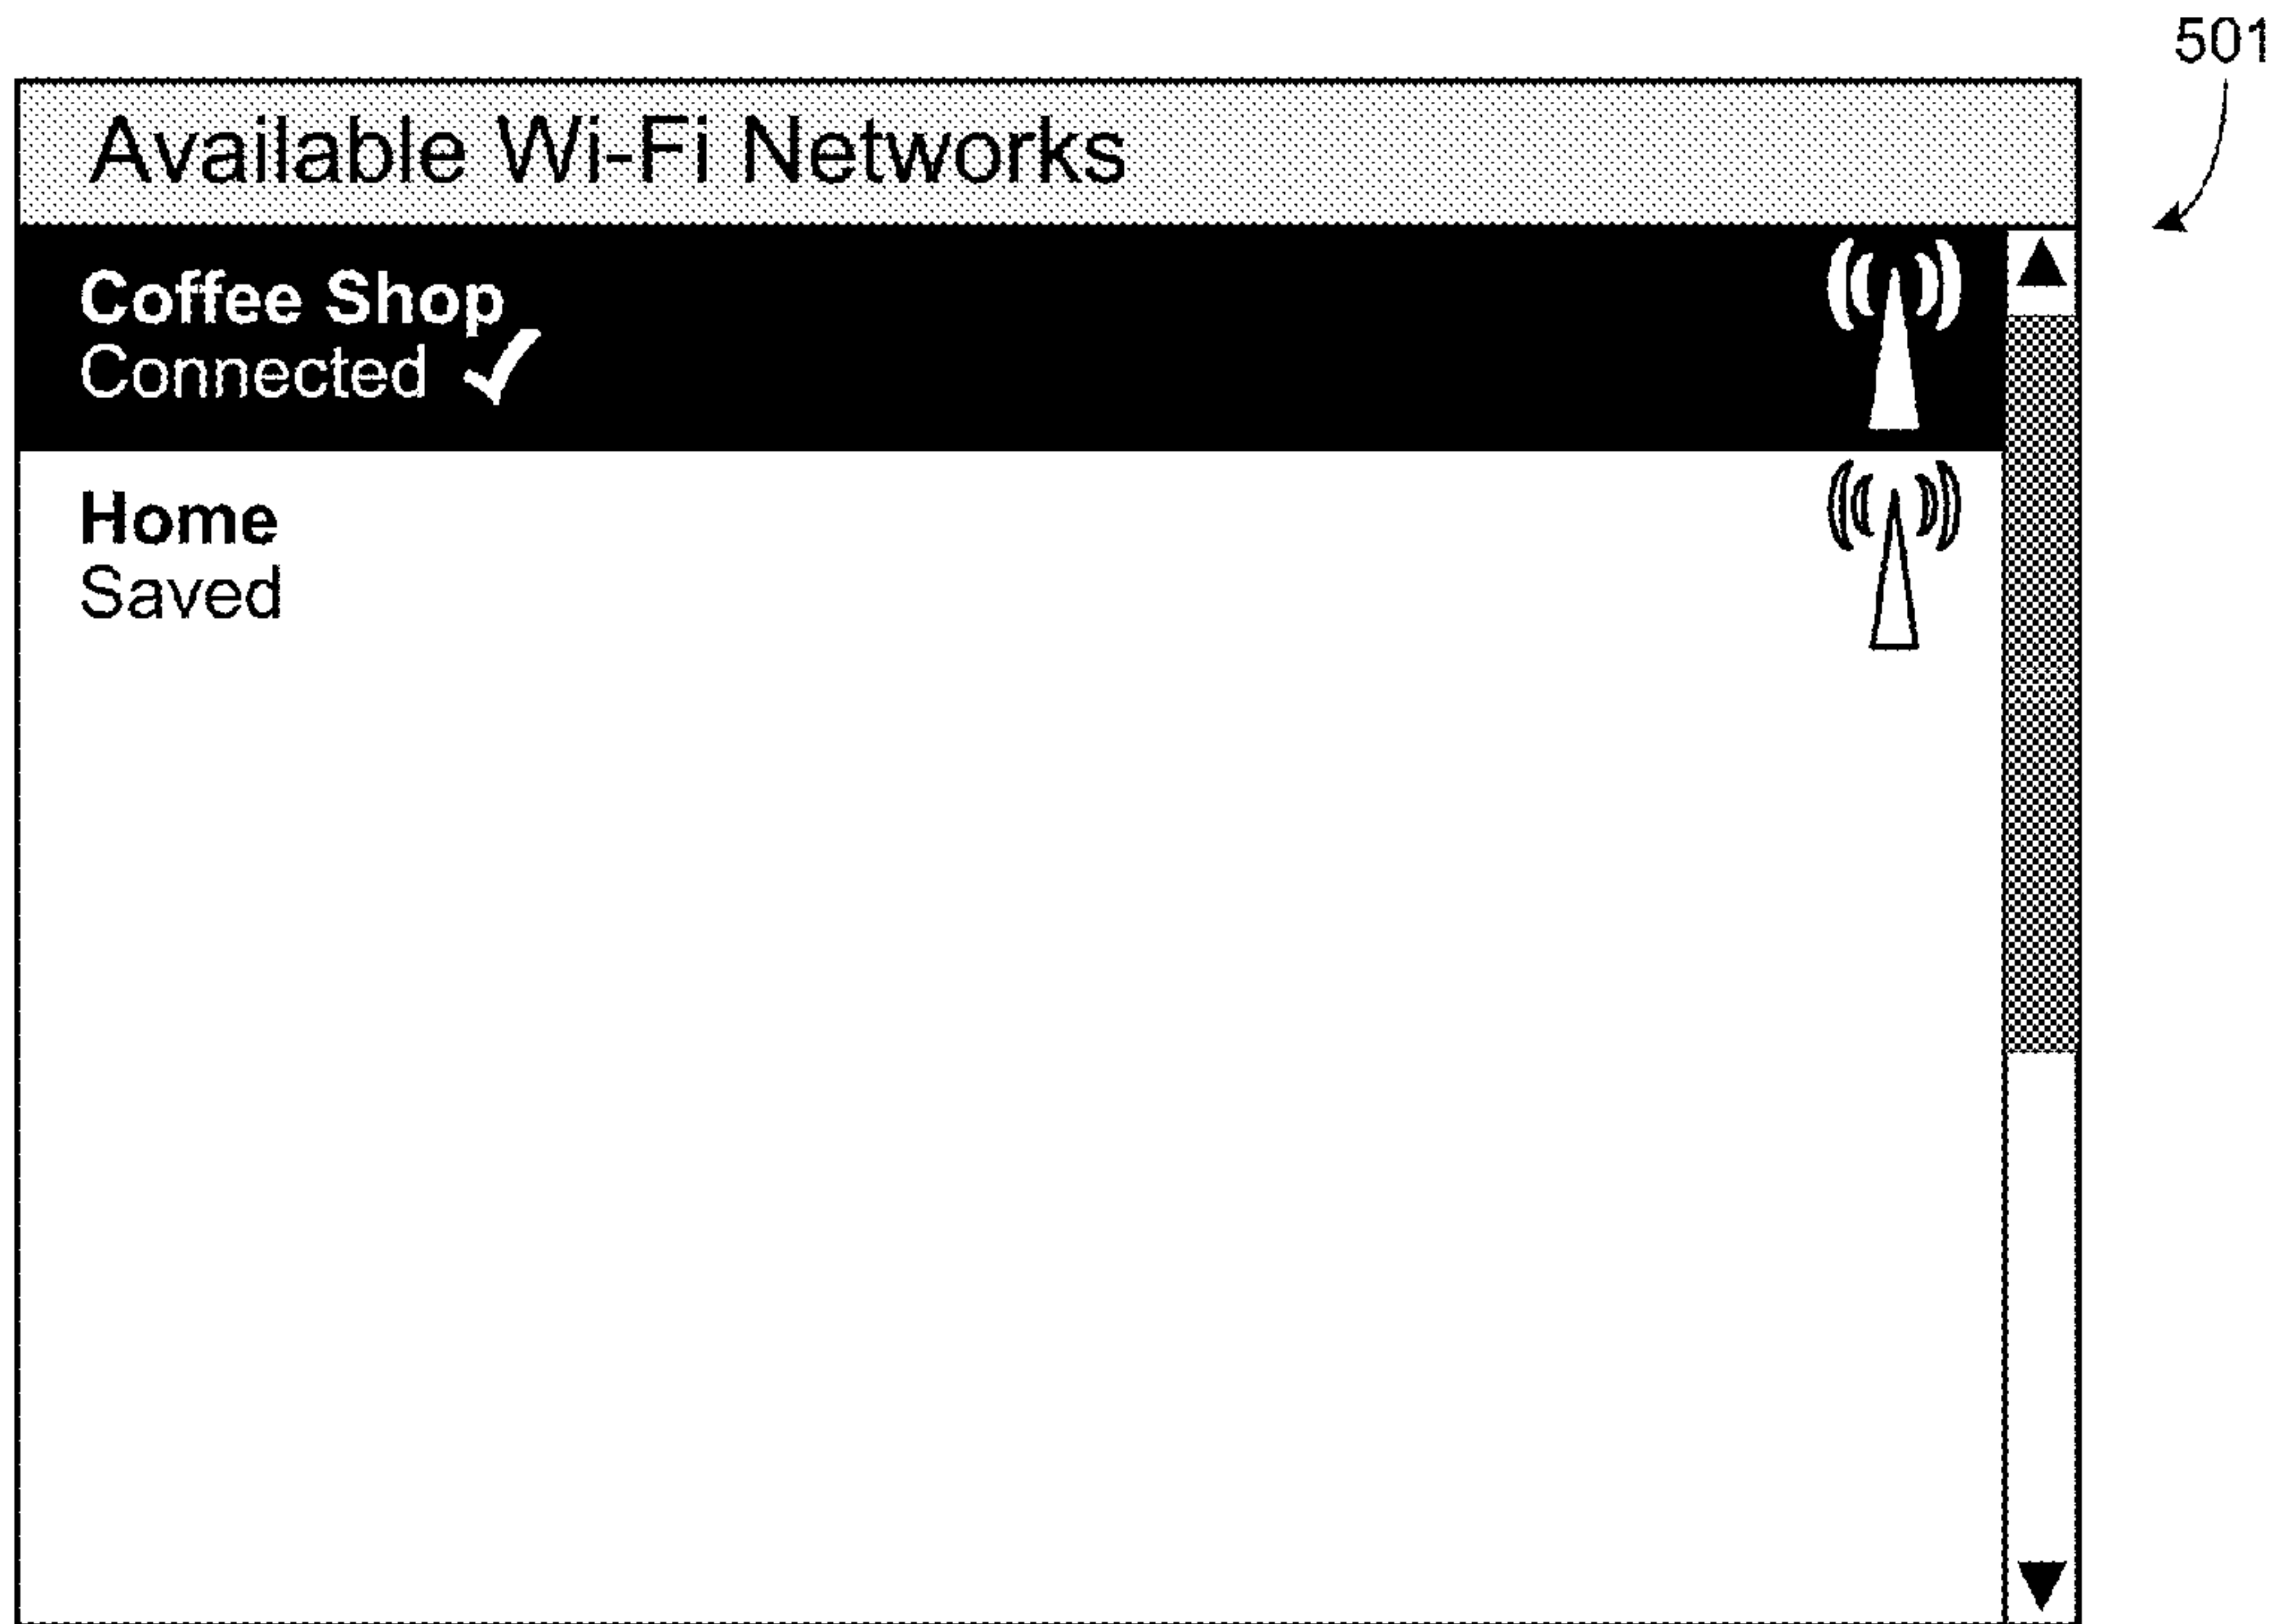 501
Available Wi-Fi Networks
Coffee Shop
Connected ✓
Home
Saved